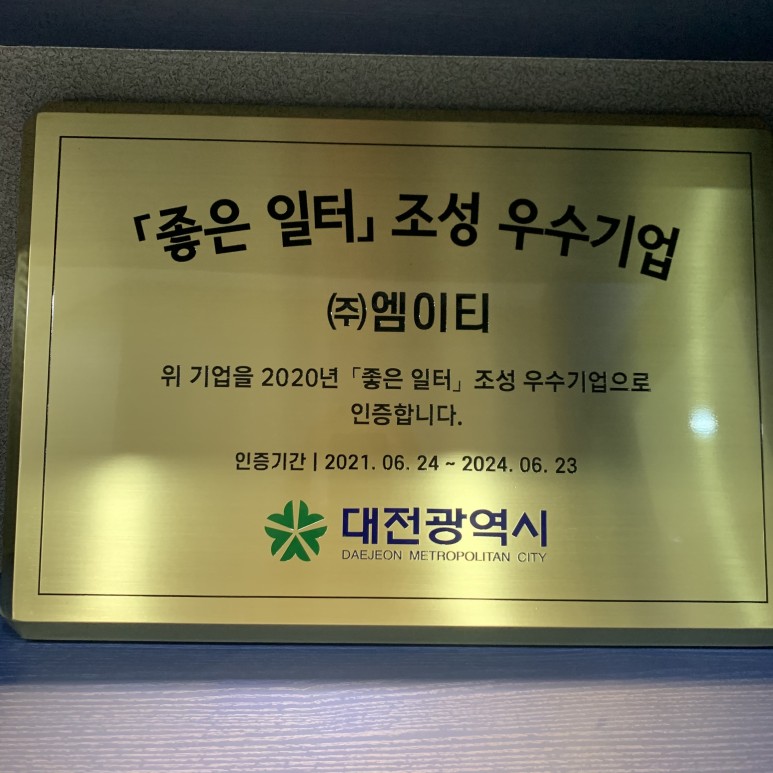 「좋은 일터」 조성 우수기업
㈜엠이티
위 기업을 2020년 「좋은 일터」 조성 우수기업으로
인증합니다.
인증기간 | 2021. 06. 24 ~ 2024. 06. 23
대전광역시
DAEJEON METROPOLITAN CITY